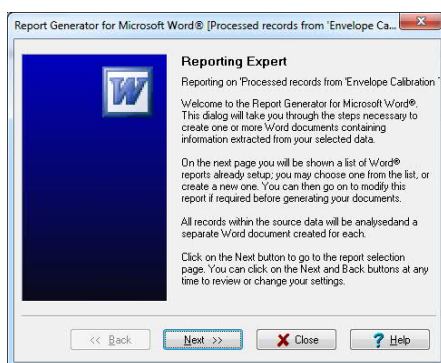 Report Generator for Microsoft Word® [Processed records from 'Envelope Ca...
W
Reporting Expert
Reporting on 'Processed records from 'Envelope Calibration
Welcome to the Report Generator for Microsoft Word®.
This dialog will take you through the steps necessary to
create one or more Word documents containing
information extracted from your selected data.
On the next page you will be shown a list of Word®
reports already setup; you may choose one from the list, or
create a new one. You can then go on to modify this
report if required before generating your documents.
All records within the source data will be analysedand a
separate Word document created for each.
Click on the Next button to go to the report selection
page. You can click on the Next and Back buttons at any
time to review or change your settings.
<< Back Next >> Close ? Help